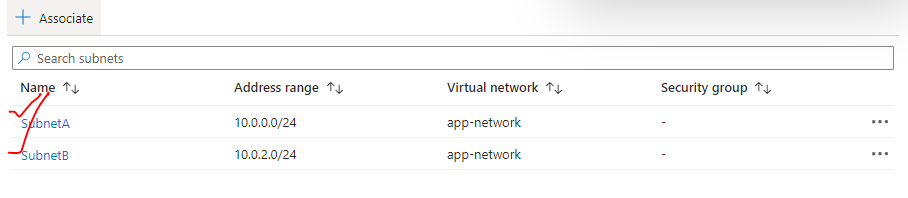 + Associate
Search subnets
Name ↑↓ Address range ↑↓ Virtual network ↑↓ Security group ↑↓
SubnetA 10.0.0.0/24 app-network - ...
SubnetB 10.0.2.0/24 app-network - ...